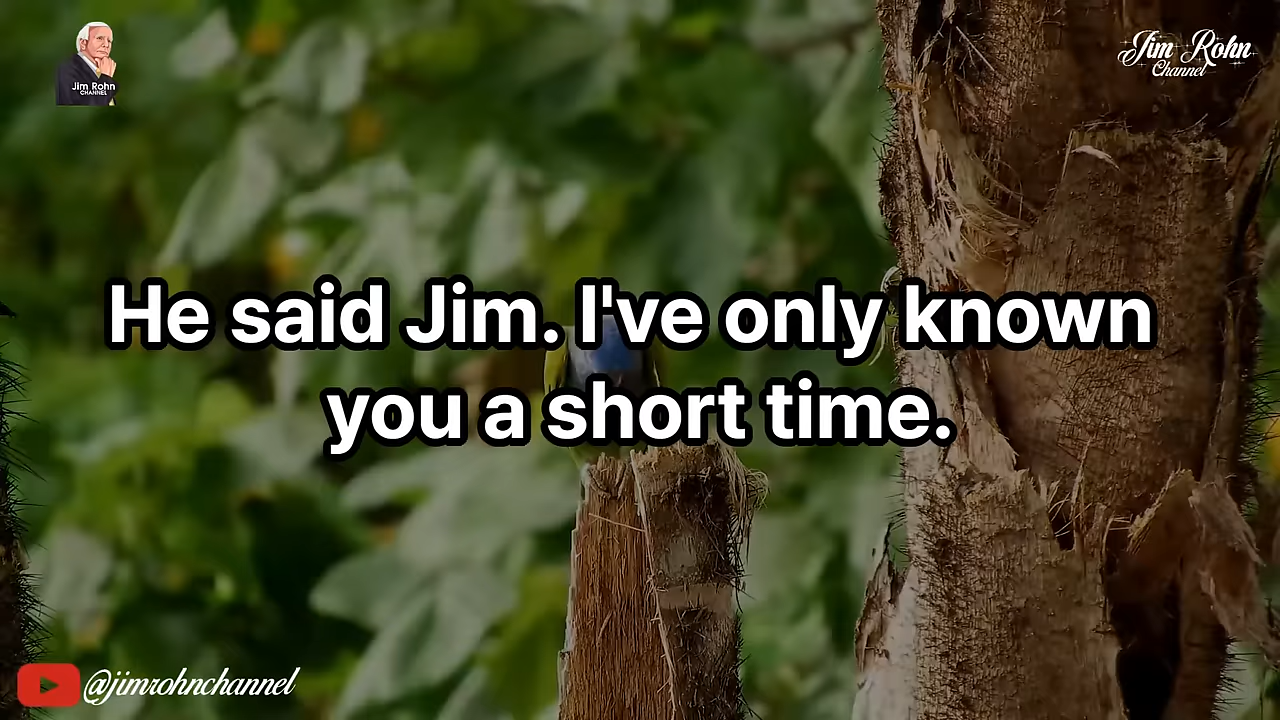 Jim Rohn
CHANNEL
Jim Rohn
Channel
He said Jim. I've only known
you a short time.
@jimrohnchannel